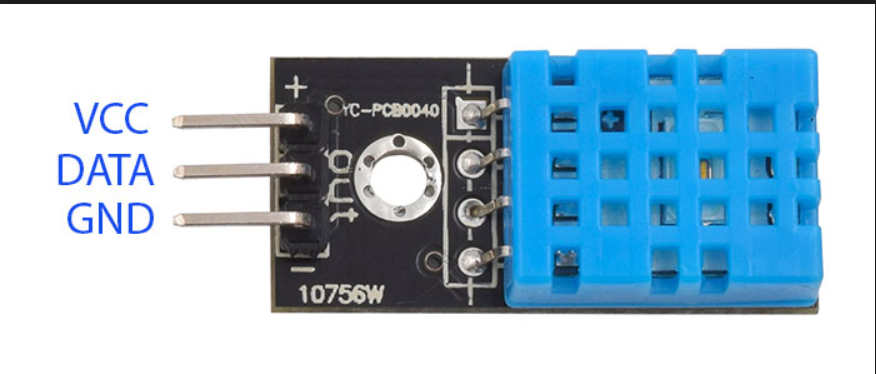 VCC
DATA
GND
+
YC-PCB0040
out
−
10756W